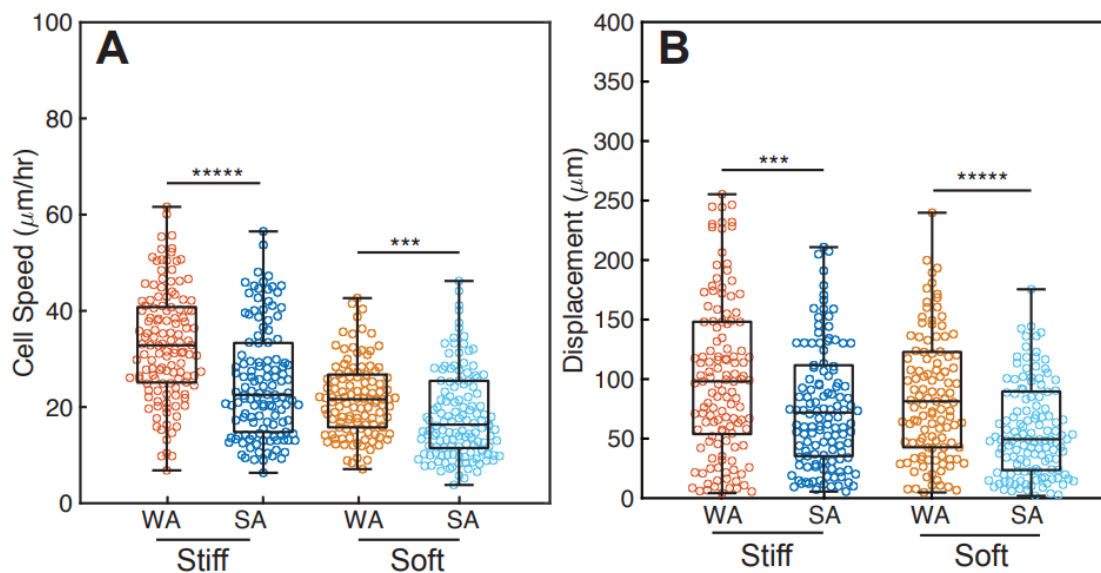 A
Cell Speed (μm/hr)
100
80
60
40
20
0
*****
***
WA SA WA SA
Stiff Soft
B
Displacement (μm)
400
350
300
250
200
150
100
50
0
***
*****
WA SA WA SA
Stiff Soft